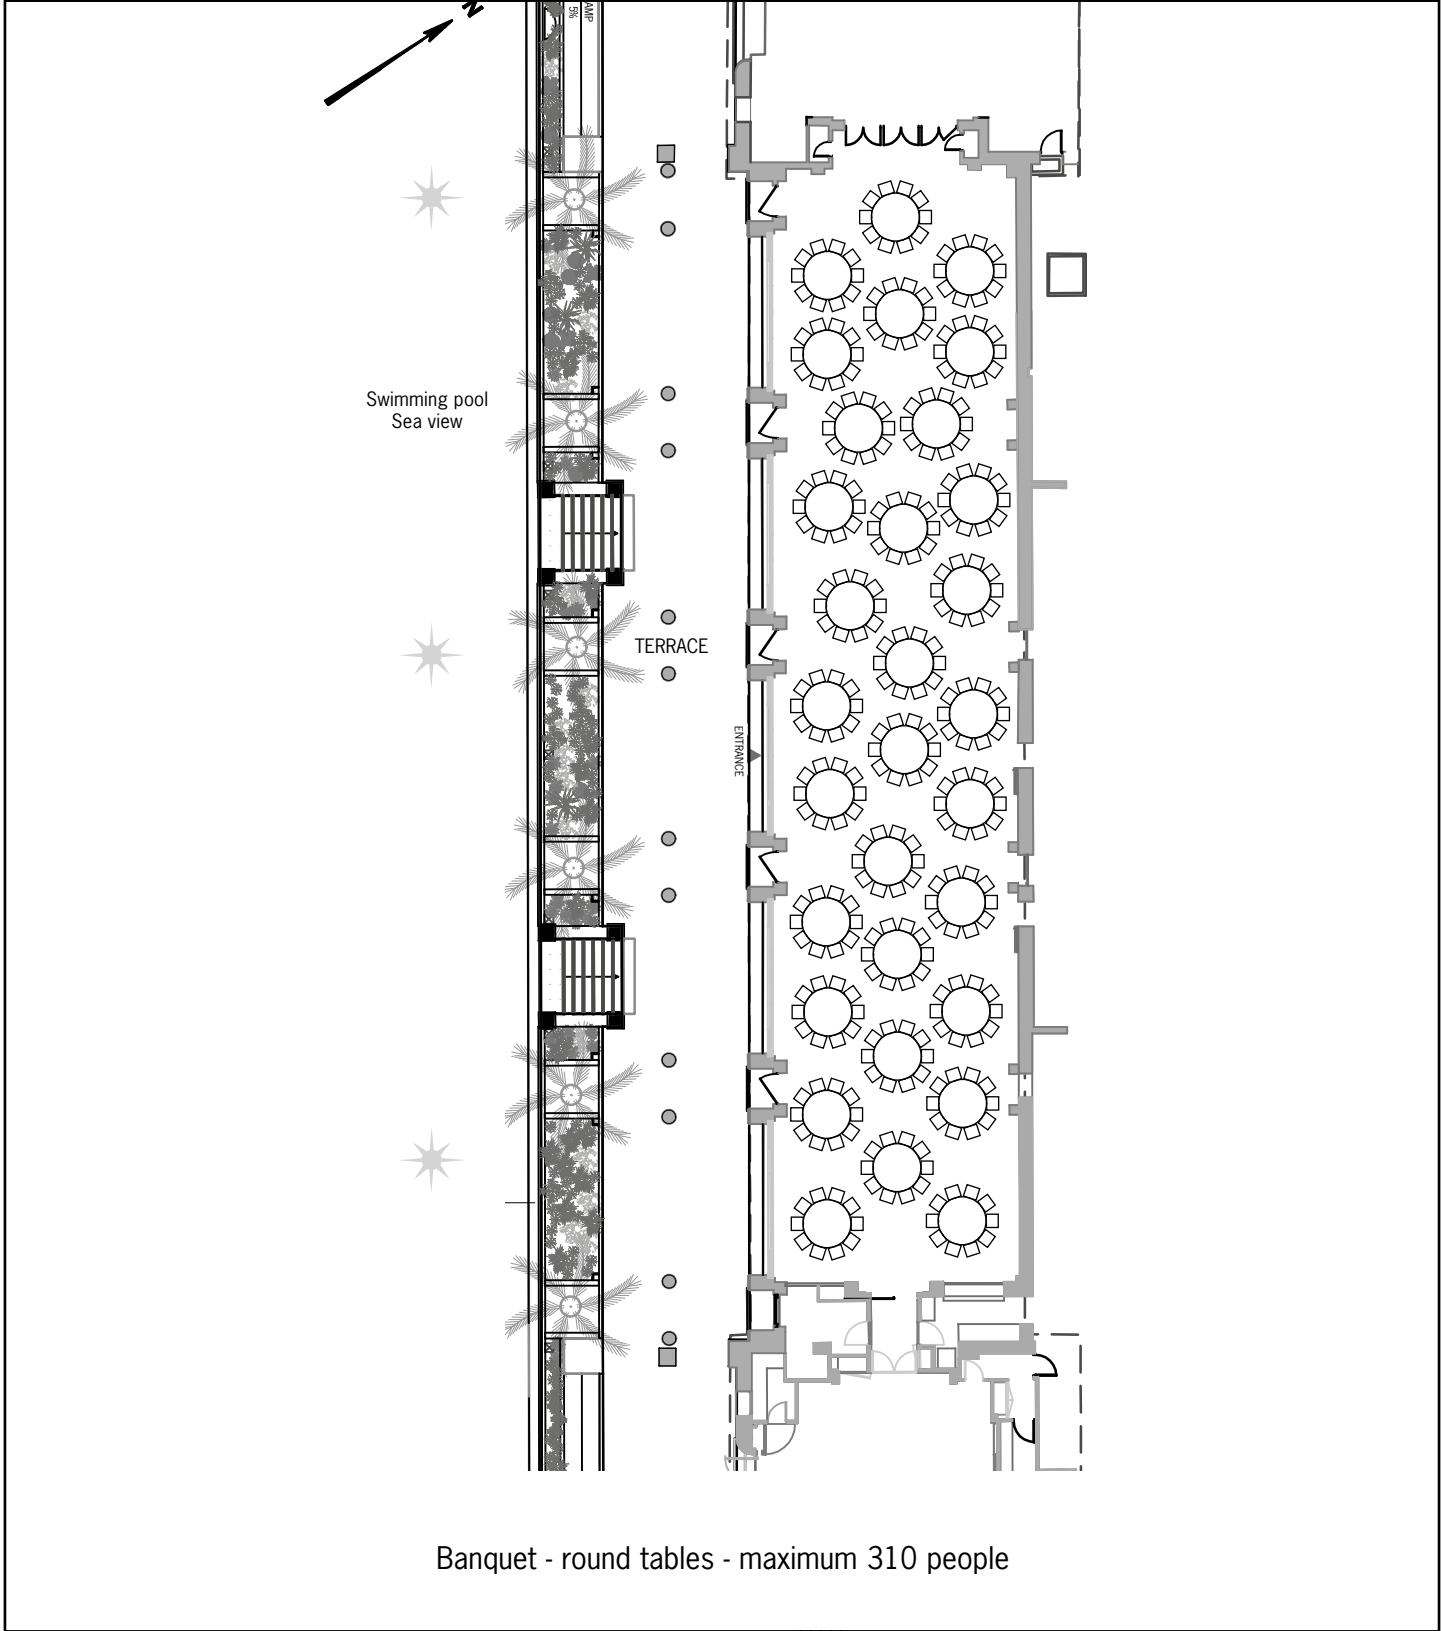 N
AMP
5%
Swimming pool
Sea view
TERRACE
ENTRANCE
Banquet - round tables - maximum 310 people